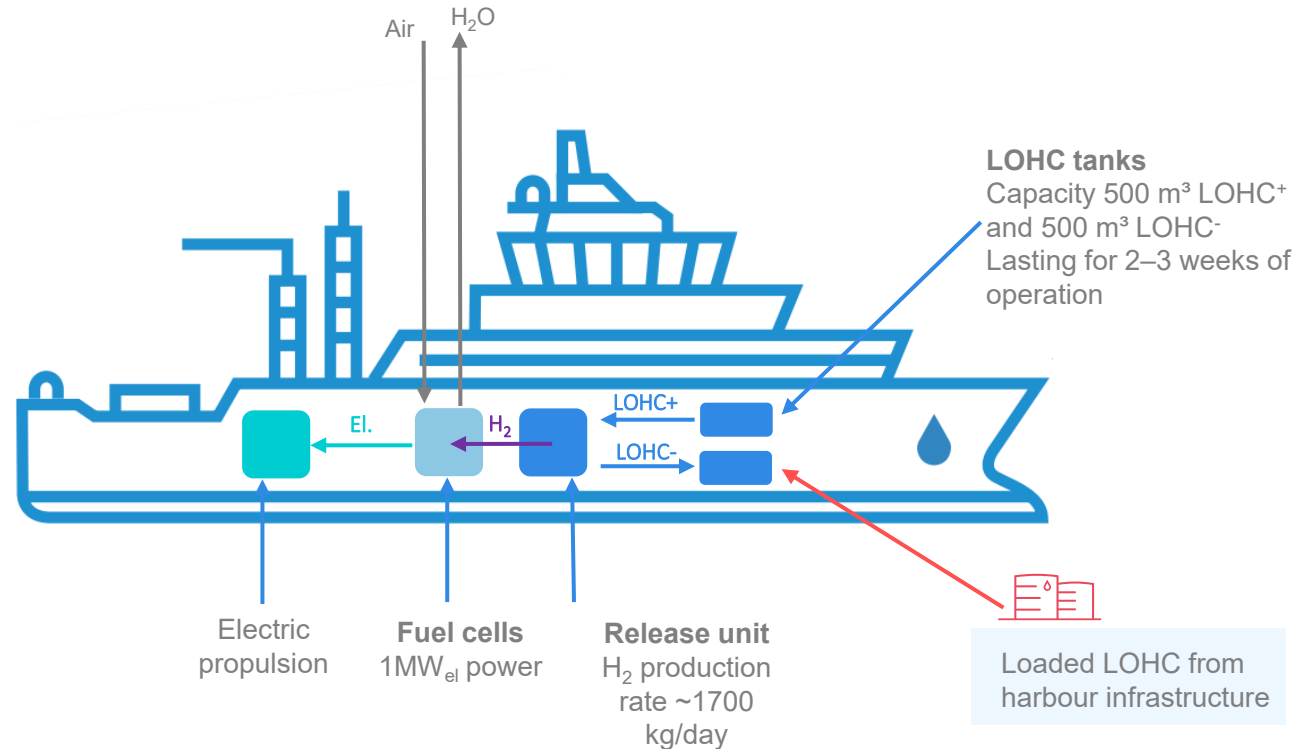 Air
H₂O
LOHC tanks
Capacity 500 m³ LOHC⁺
and 500 m³ LOHC⁻
Lasting for 2–3 weeks of
operation
El.
H₂
LOHC+
LOHC-
Electric
propulsion
Fuel cells
1MWₑₗ power
Release unit
H₂ production
rate ~1700
kg/day
Loaded LOHC from
harbour infrastructure